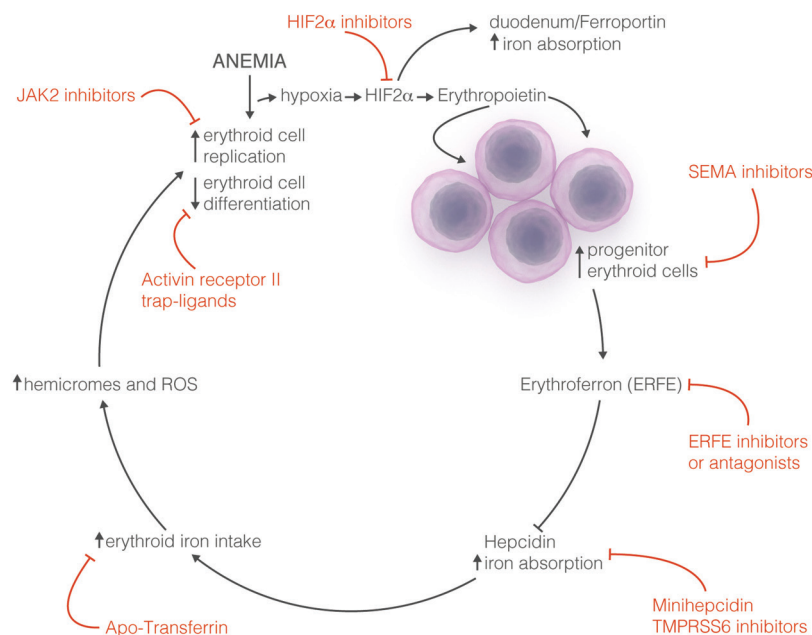 HIF2α inhibitors
duodenum/Ferroportin
iron absorption
ANEMIA
JAK2 inhibitors
hypoxia
HIF2α
Erythropoietin
erythroid cell
replication
erythroid cell
differentiation
SEMA inhibitors
progenitor
erythroid cells
Activin receptor II
trap-ligands
hemicromes and ROS
Erythroferron (ERFE)
ERFE inhibitors
or antagonists
erythroid iron intake
Hepcidin
iron absorption
Apo-Transferrin
Minihepcidin
TMPRSS6 inhibitors